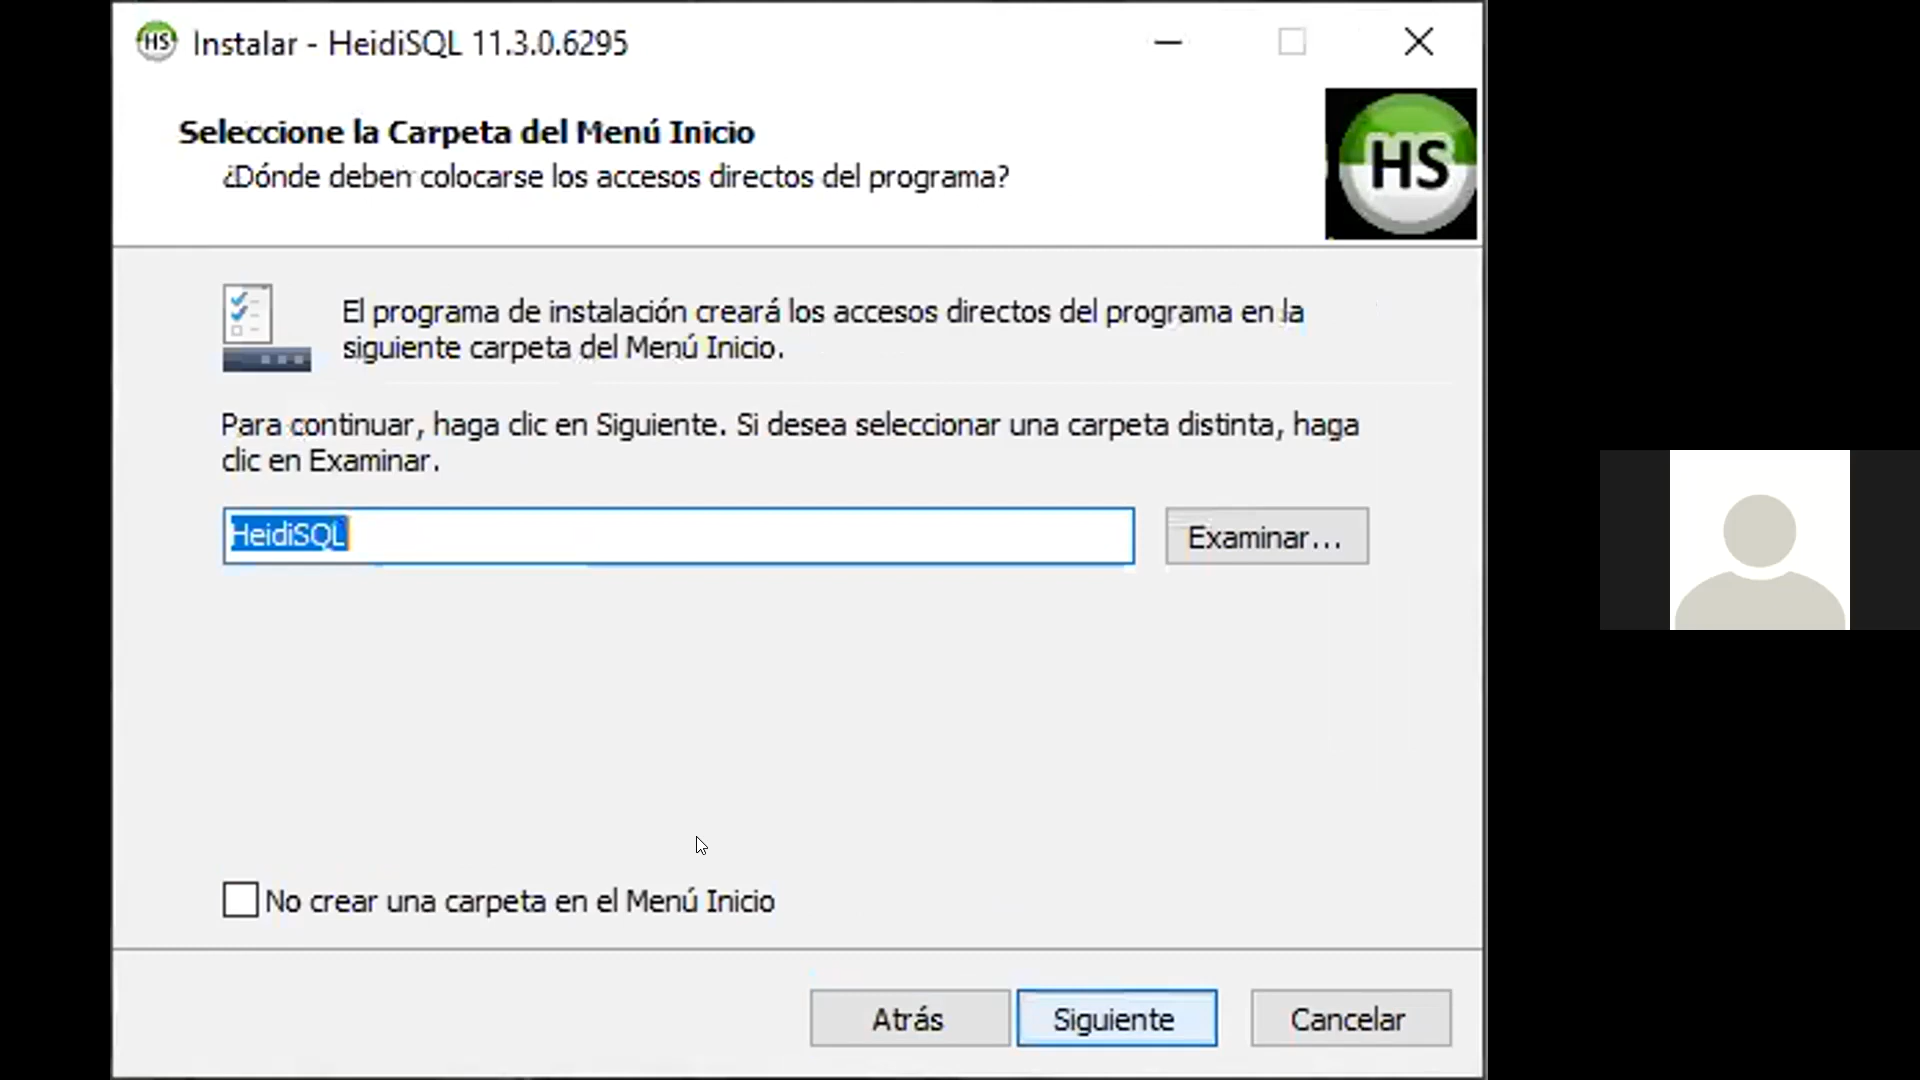 HS Instalar - HeidiSQL 11.3.0.6295
Seleccione la Carpeta del Menú Inicio
¿Dónde deben colocarse los accesos directos del programa?
HS
El programa de instalación creará los accesos directos del programa en la
siguiente carpeta del Menú Inicio.
Para continuar, haga clic en Siguiente. Si desea seleccionar una carpeta distinta, haga
clic en Examinar.
HeidiSQL Examinar...
No crear una carpeta en el Menú Inicio
Atrás Siguiente Cancelar